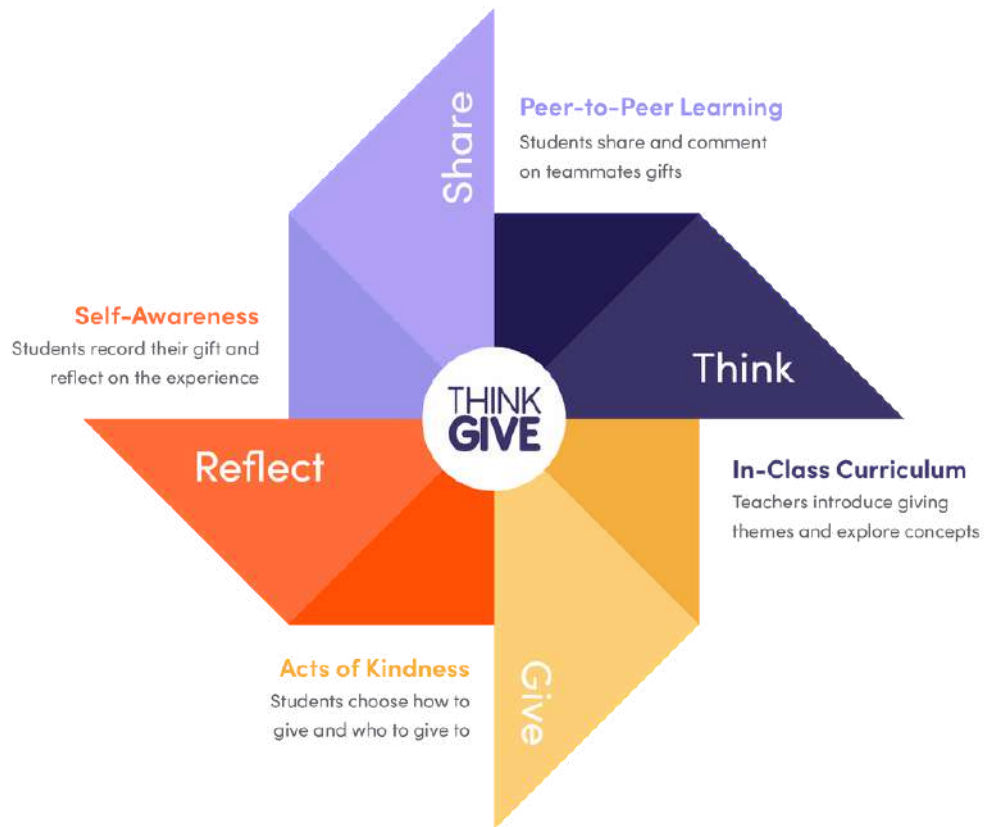 Share
Peer-to-Peer Learning
Students share and comment
on teammates gifts
Think
In-Class Curriculum
Teachers introduce giving
themes and explore concepts
Give
Acts of Kindness
Students choose how to
give and who to give to
Reflect
Self-Awareness
Students record their gift and
reflect on the experience
THINK
GIVE